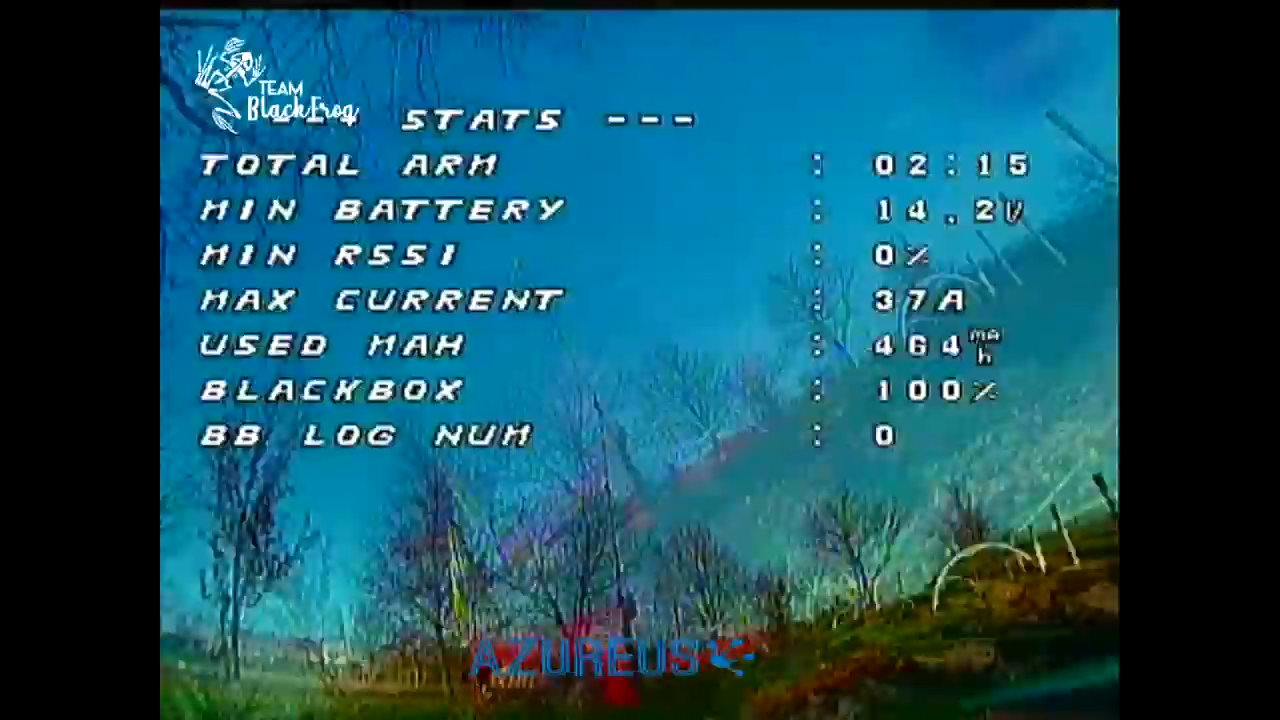 TEAM
BlackFrog
--- STATS ---
TOTAL ARM : 02:15
MIN BATTERY : 14.2V
MIN RSSI : 0%
MAX CURRENT : 37A
USED MAH : 464mAh
BLACKBOX : 100%
BB LOG NUM : 0
AZUREUS